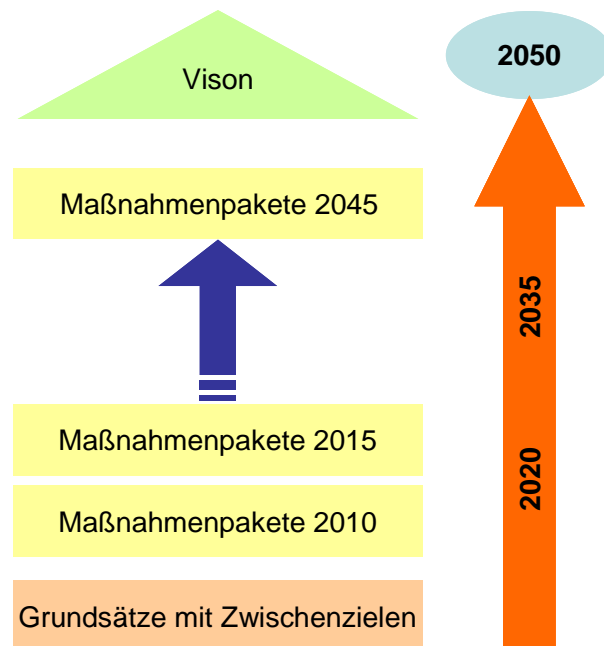 Vison
2050
Maßnahmenpakete 2045
2035
Maßnahmenpakete 2015
2020
Maßnahmenpakete 2010
Grundsätze mit Zwischenzielen